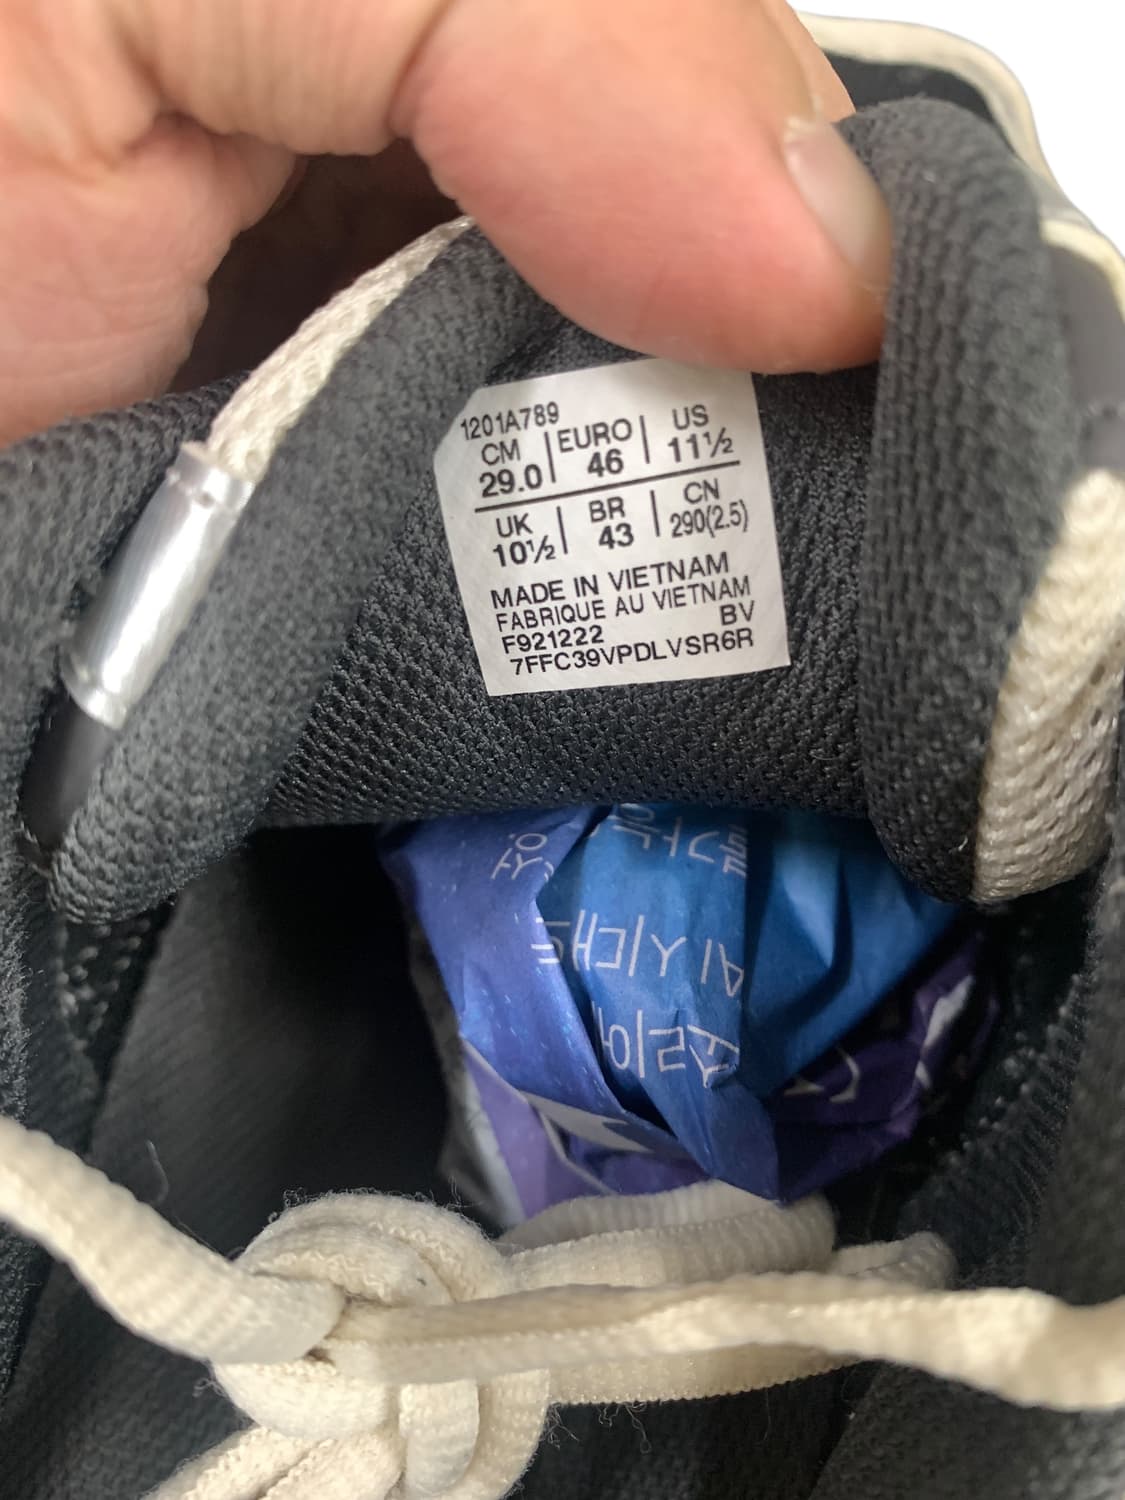 1201A789
CM EURO US
29.0 46 11½
UK BR CN
10½ 43 290(2.5)
MADE IN VIETNAM
FABRIQUE AU VIETNAM
F921222 BV
7FFC39VPDLVSR6R